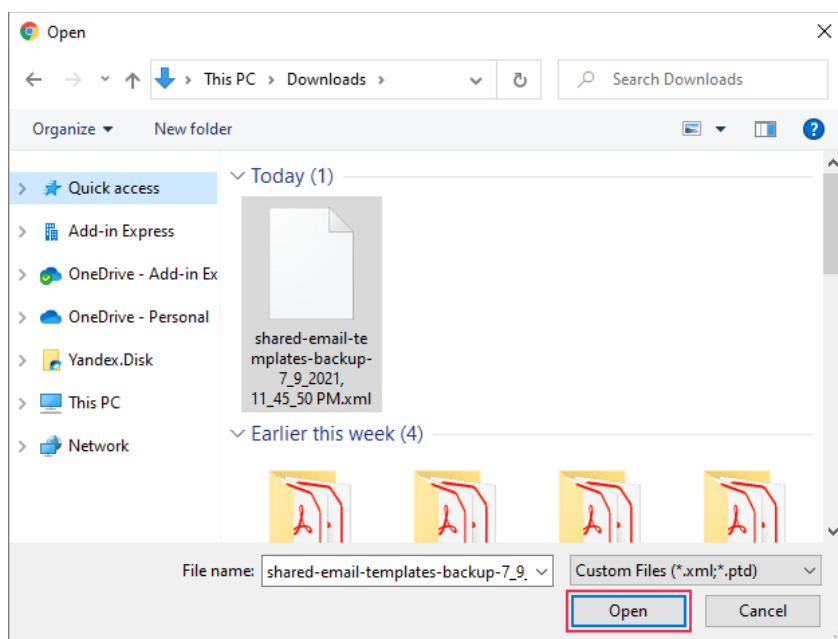 Open
This PC > Downloads >
Search Downloads
Organize
New folder
?
Quick access
Add-in Express
OneDrive - Add-in Ex
OneDrive - Personal
Yandex.Disk
This PC
Network
Today (1)
shared-email-te
mplates-backup-
7_9_2021,
11_45_50 PM.xml
Earlier this week (4)
File name: shared-email-templates-backup-7_9_
Custom Files (*.xml;*.ptd)
Open
Cancel